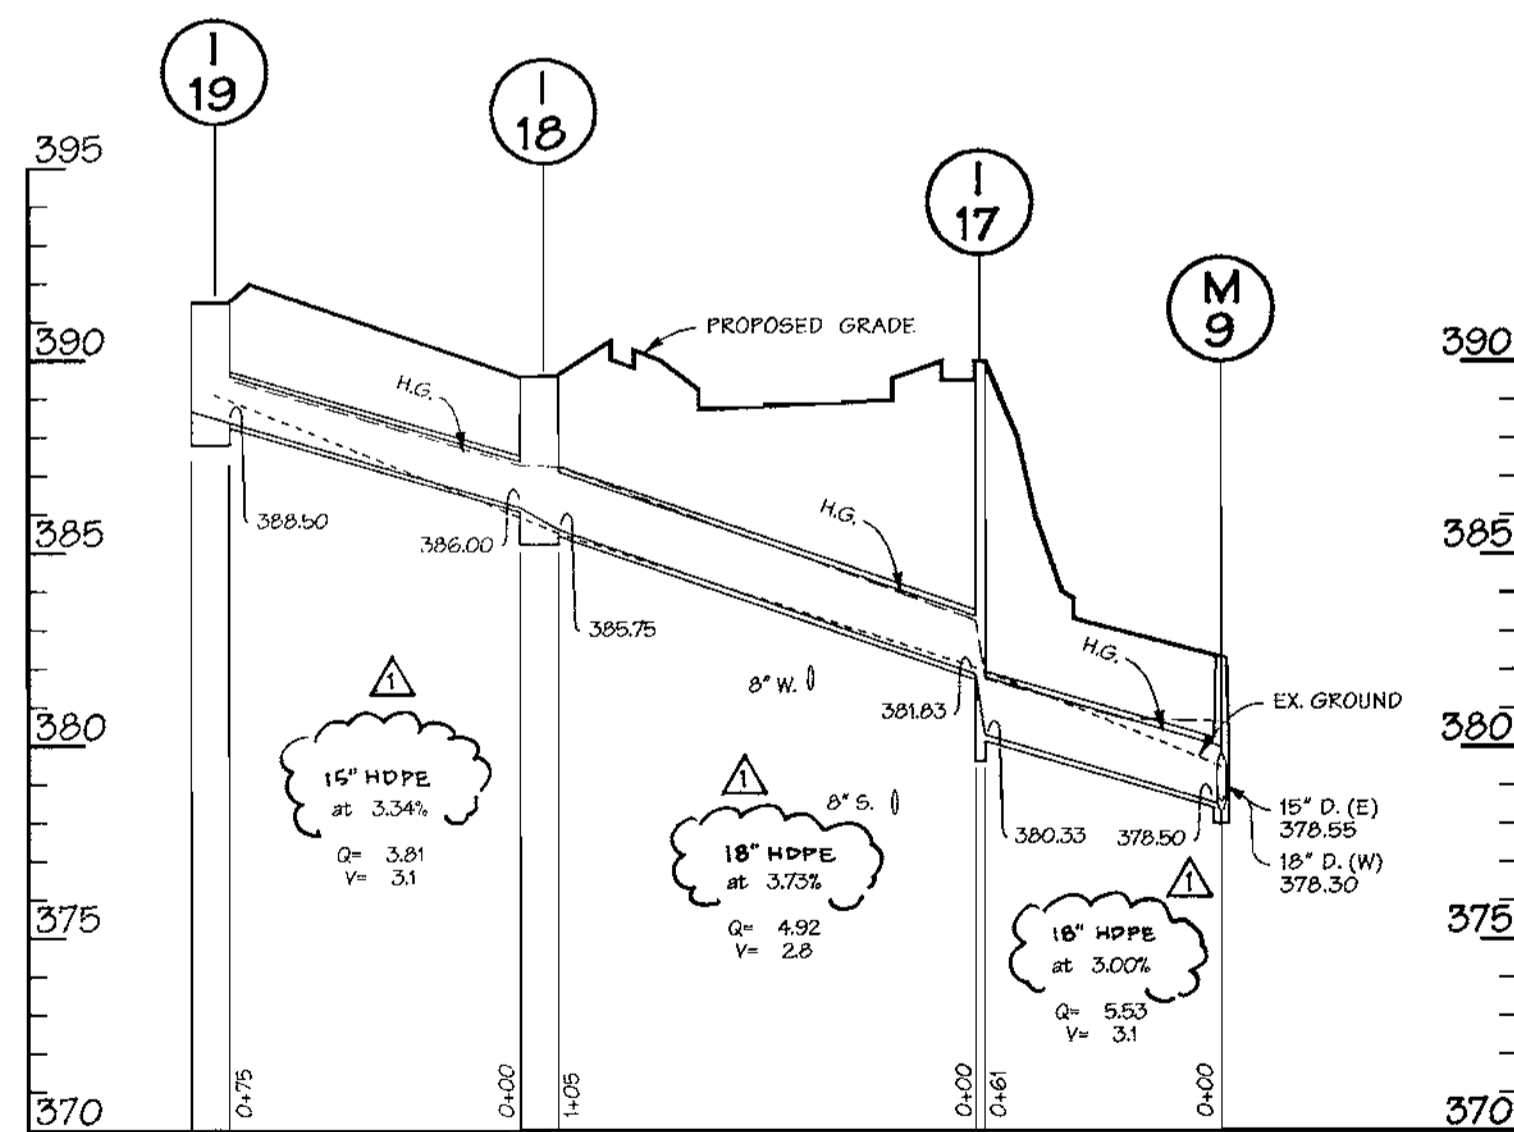 I
19
I
18
I
17
M
9
395
390
385
380
375
370
390
385
380
375
370
PROPOSED GRADE
H.G.
H.G.
H.G.
EX. GROUND
388.50
386.00
385.75
381.83
380.33
378.50
8" W.
8" S.
15" D. (E)
378.55
18" D. (W)
378.30
1
15" HDPE
at 3.34%
Q= 3.81
V= 3.1
1
18" HDPE
at 3.73%
Q= 4.92
V= 2.8
1
18" HDPE
at 3.00%
Q= 5.53
V= 3.1
0+75
0+00
1+05
0+00
0+61
0+00